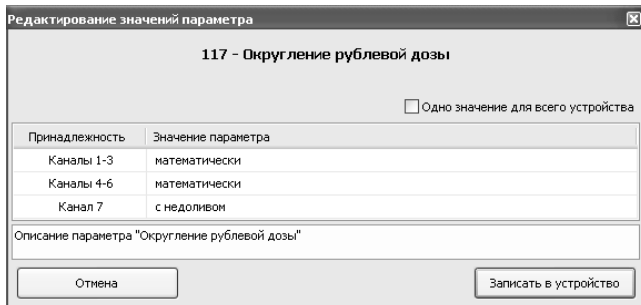 Редактирование значений параметра
117 - Округление рублевой дозы
Одно значение для всего устройства
Принадлежность Значение параметра
Каналы 1-3 математически
Каналы 4-6 математически
Канал 7 с недоливом
Описание параметра "Округление рублевой дозы"
Отмена Записать в устройство